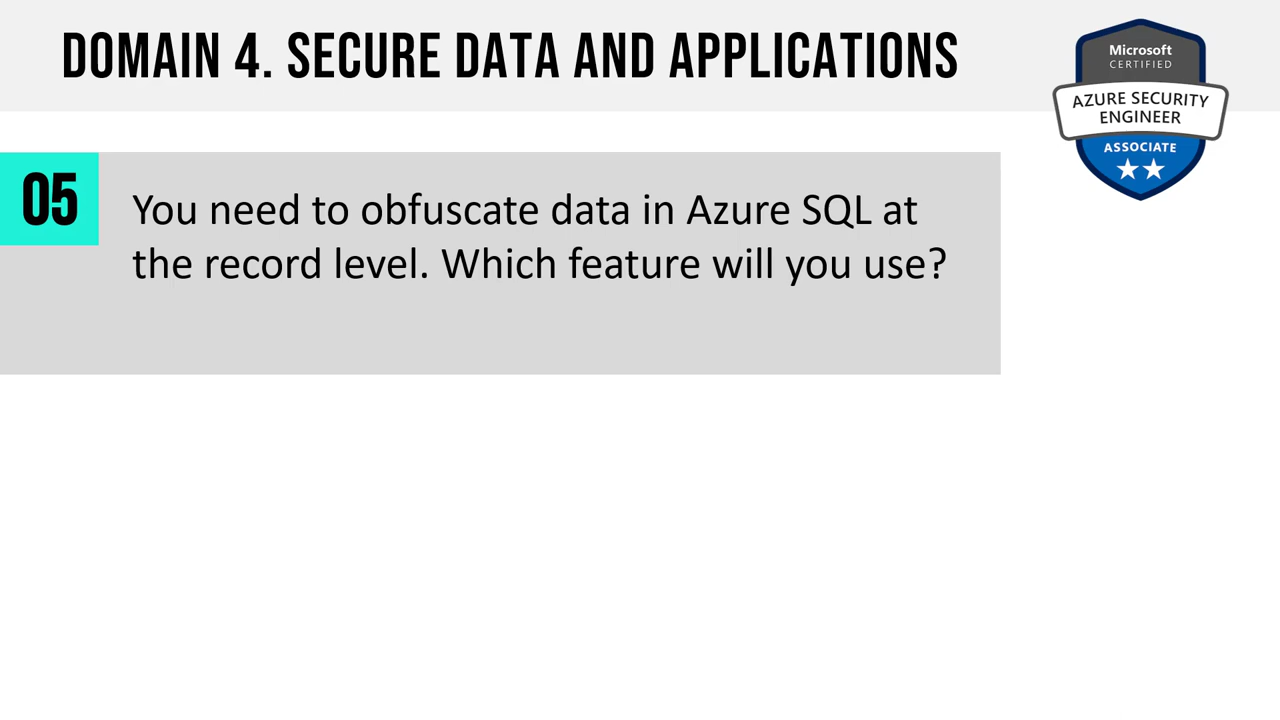 DOMAIN 4. SECURE DATA AND APPLICATIONS
Microsoft
CERTIFIED
AZURE SECURITY
ENGINEER
ASSOCIATE
05
You need to obfuscate data in Azure SQL at
the record level. Which feature will you use?